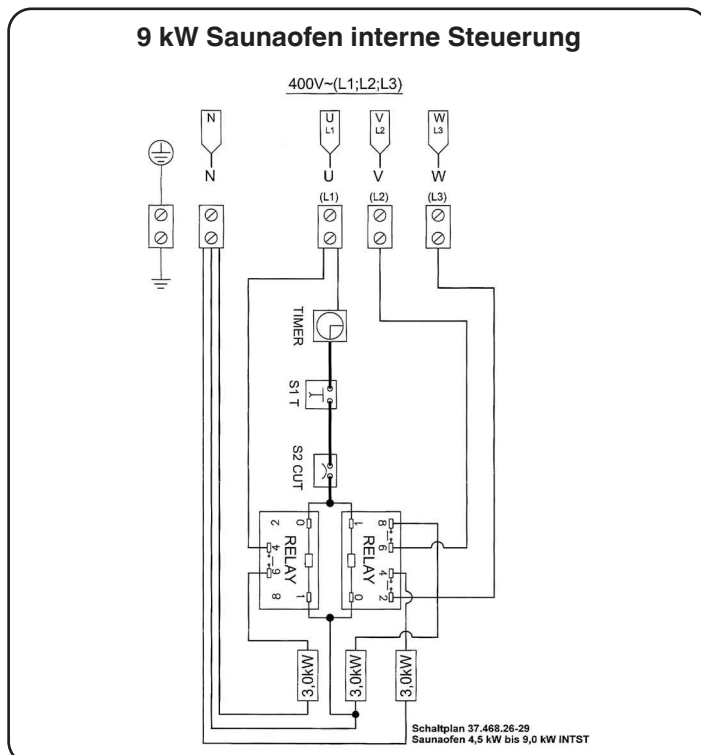 9 kW Saunaofen interne Steuerung
400V~(L1;L2;L3)
N
U
L1
V
L2
W
L3
N
U
V
W
(L1)
(L2)
(L3)
TIMER
S1 T
S2 CUT
2
0
1
8
4
6
RELAY
RELAY
6
4
8
1
0
2
3,0kW
3,0kW
3,0kW
Schaltplan 37.468.26-29
Saunaofen 4,5 kW bis 9,0 kW INTST